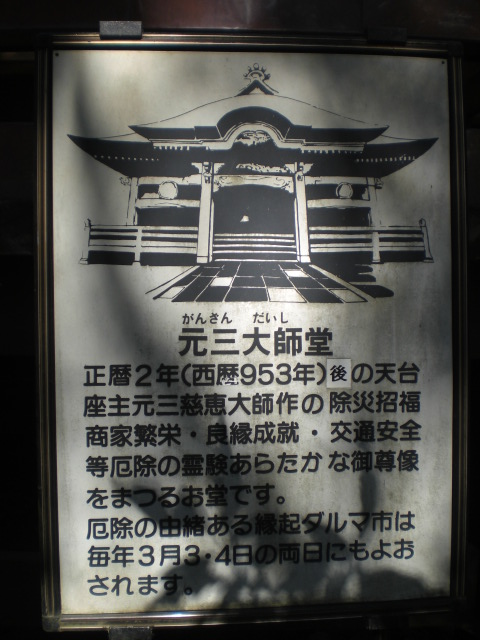 がんさん だいし
元三大師堂
正暦2年(西暦953年)後の天台
座主元三慈恵大師作の除災招福
商家繁栄・良縁成就・交通安全
等厄除の霊験あらたかな御尊像
をまつるお堂です。
厄除の由緒ある縁起ダルマ市は
毎年3月3・4日の両日にもよお
されます。